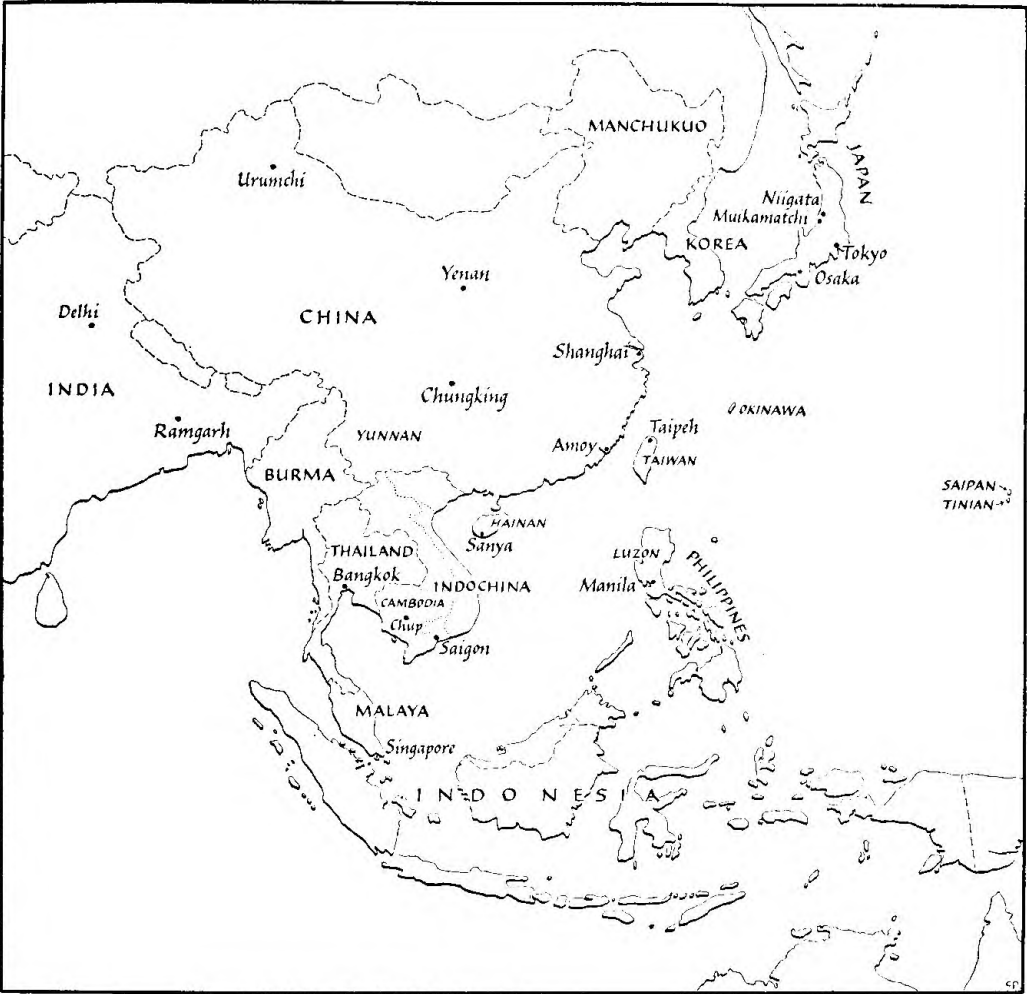 MANCHUKUO
JAPAN
Urumchi
Niigata
Muikamatchi
KOREA
Tokyo
Yenan
Osaka
Delhi
CHINA
Shanghai
INDIA
Chungking
OKINAWA
Ramgarh
YUNNAN
Taipeh
Amoy
TAIWAN
BURMA
SAIPAN
TINIAN
HAINAN
Sanya
THAILAND
LUZON
PHILIPPINES
Bangkok
INDOCHINA
Manila
CAMBODIA
Chup
Saigon
MALAYA
Singapore
INDONESIA